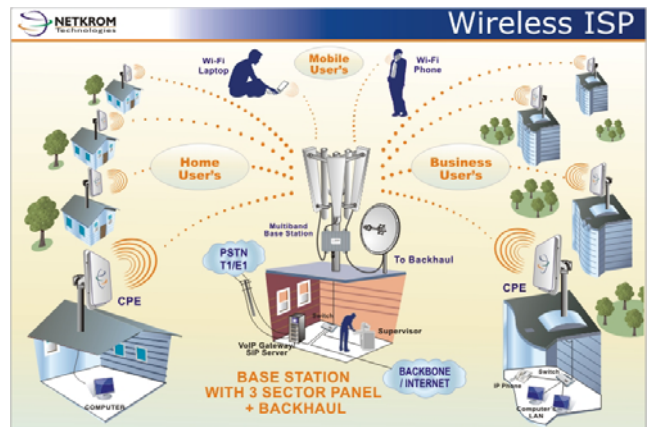 NETKROM
Technologies
Wireless ISP
Wi-Fi
Laptop
Mobile
User's
Wi-Fi
Phone
Home
User's
Business
User's
Multiband
Base Station
To Backhaul
PSTN
T1/E1
CPE
CPE
Switch
Supervisor
VoIP Gateway/
SIP Server
BACKBONE
/ INTERNET
BASE STATION
WITH 3 SECTOR PANEL
+ BACKHAUL
COMPUTER
Switch
IP Phone
Computer's
LAN